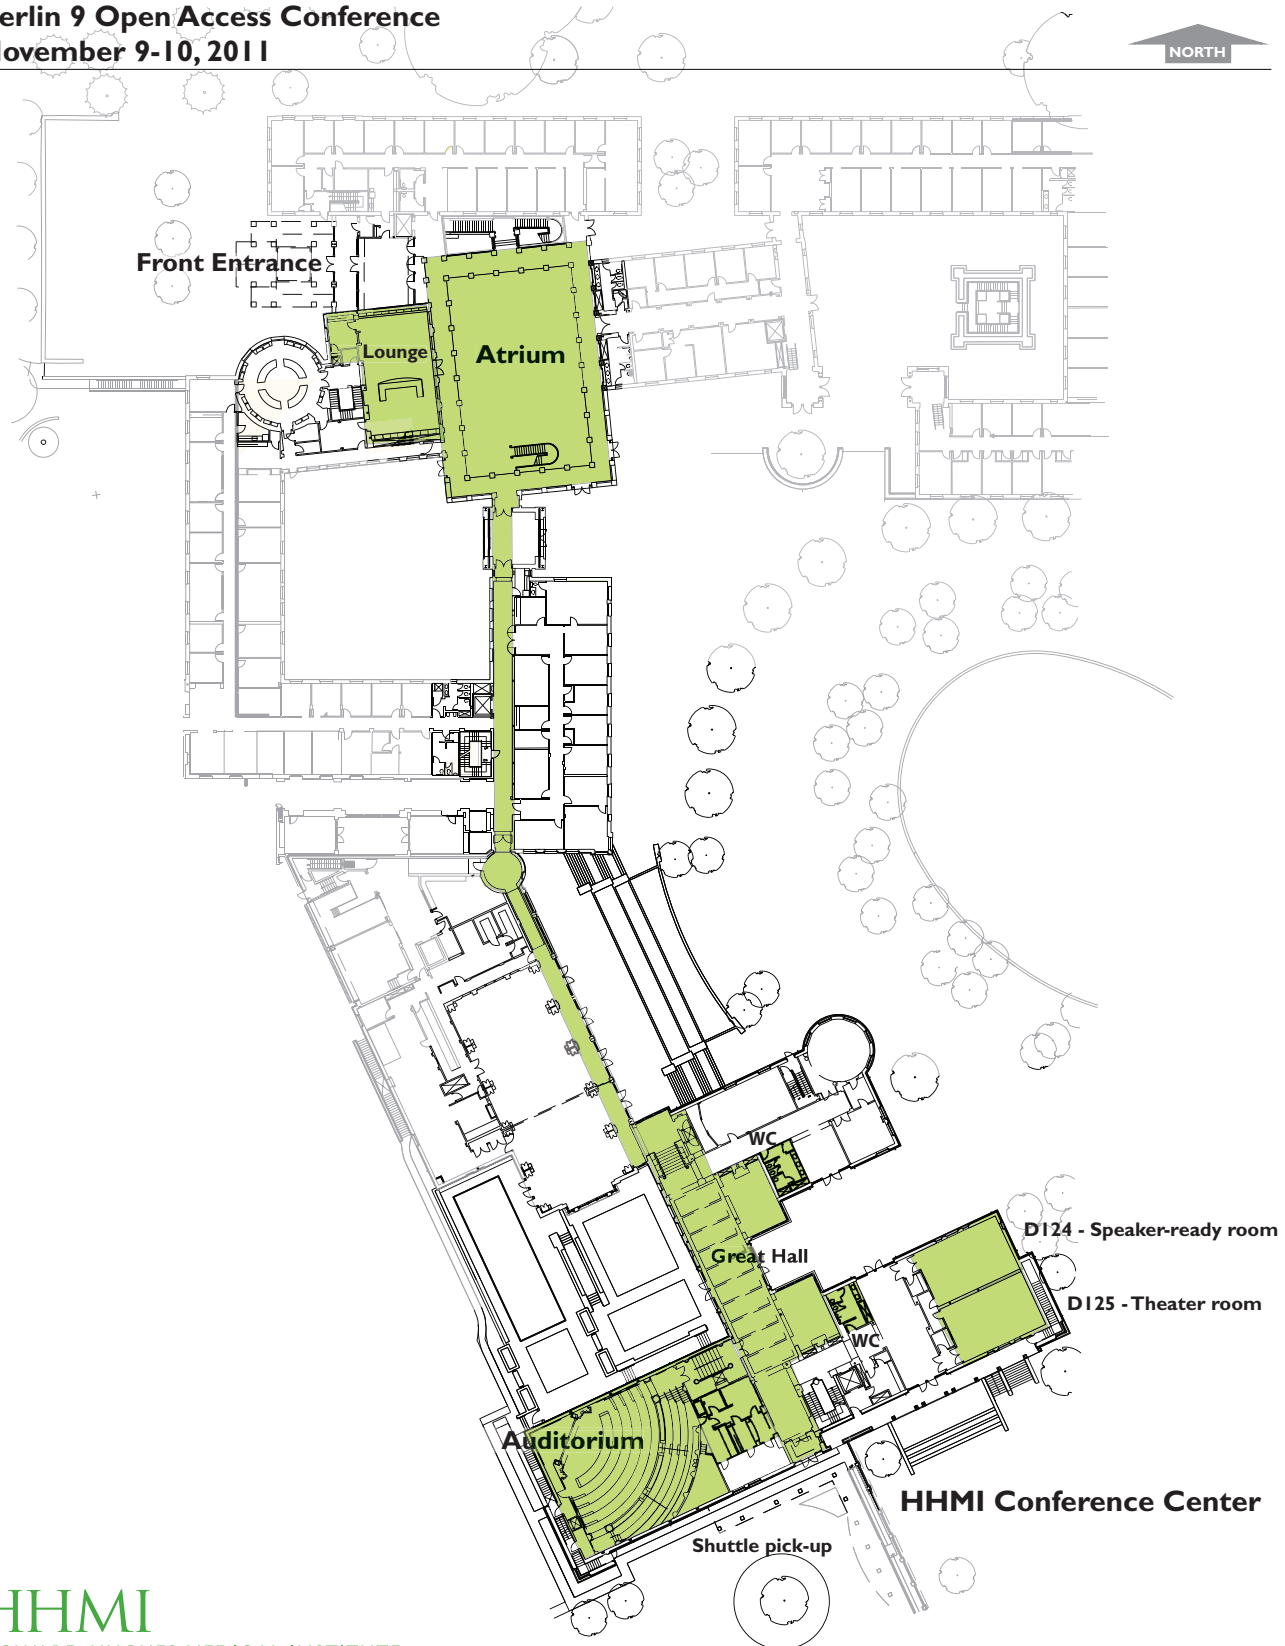 erlin 9 Open Access Conference
ovember 9-10, 2011
NORTH
Front Entrance
Lounge
Atrium
WC
D124 - Speaker-ready room
Great Hall
D125 - Theater room
WC
Auditorium
HHMI Conference Center
Shuttle pick-up
HHMI